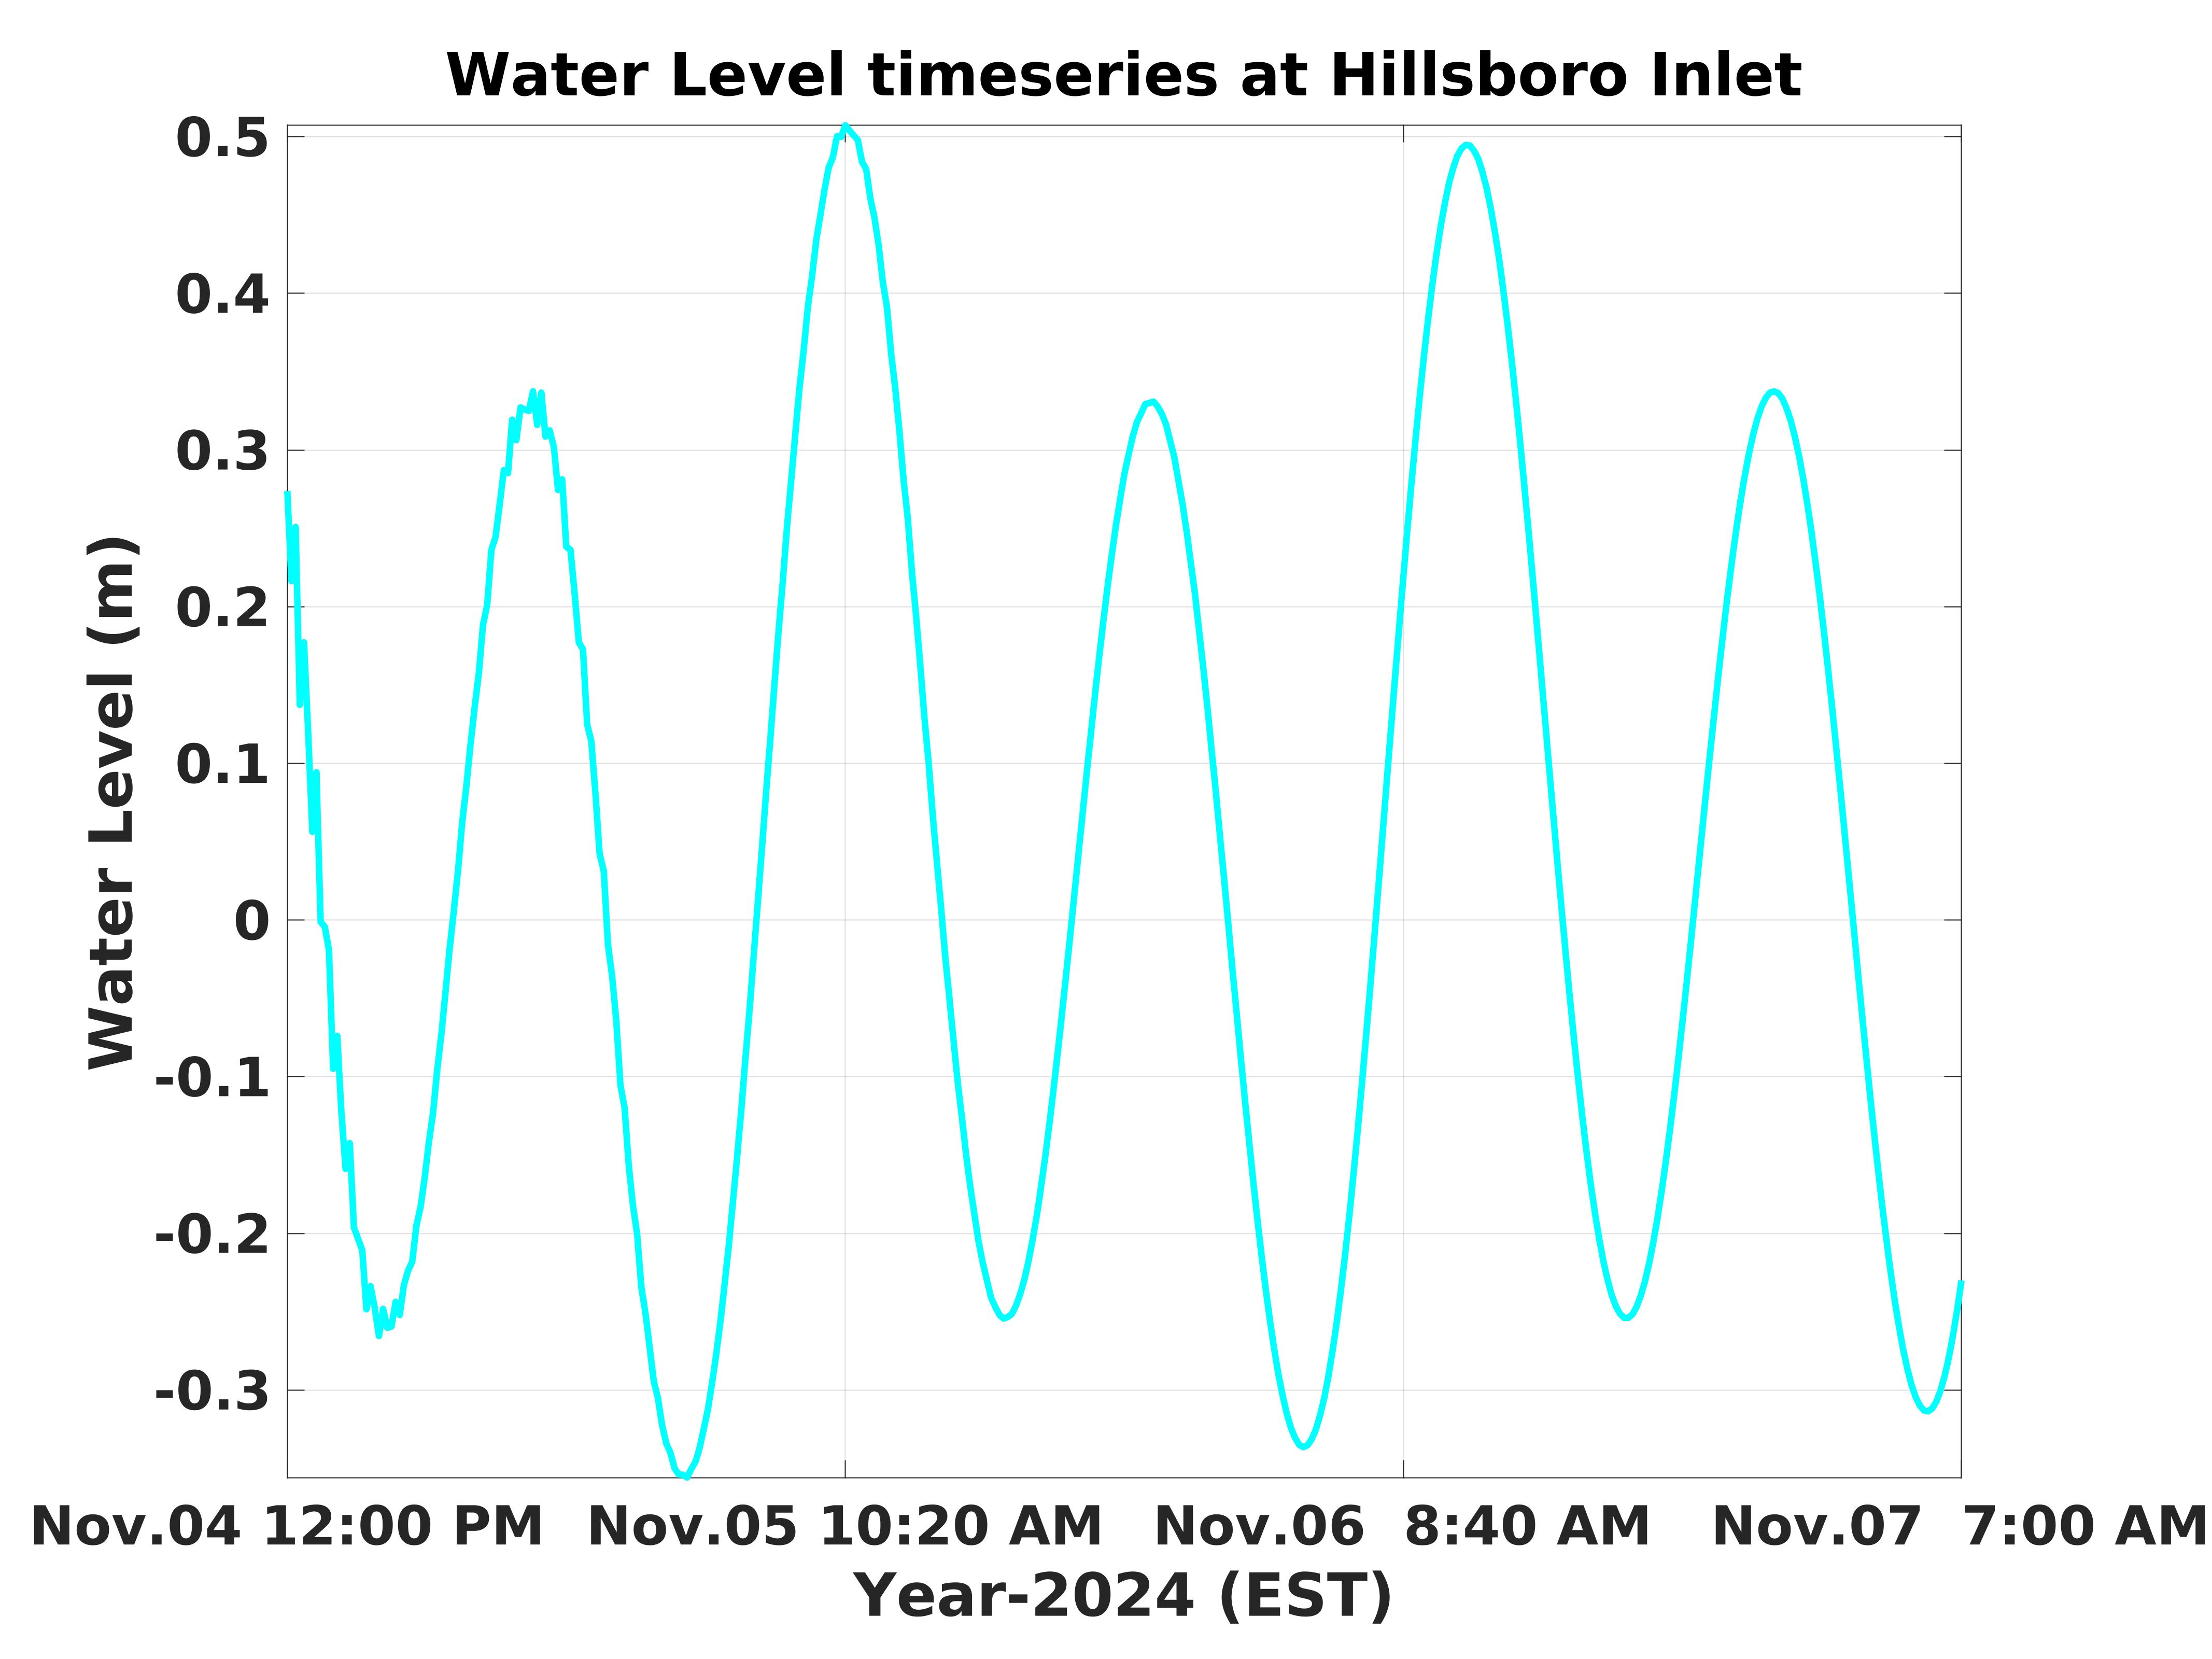 Water Level timeseries at Hillsboro Inlet
0.5
0.4
0.3
0.2
0.1
0
-0.1
-0.2
-0.3
Water Level (m)
Nov.04 12:00 PM Nov.05 10:20 AM Nov.06 8:40 AM Nov.07 7:00 AM
Year-2024 (EST)